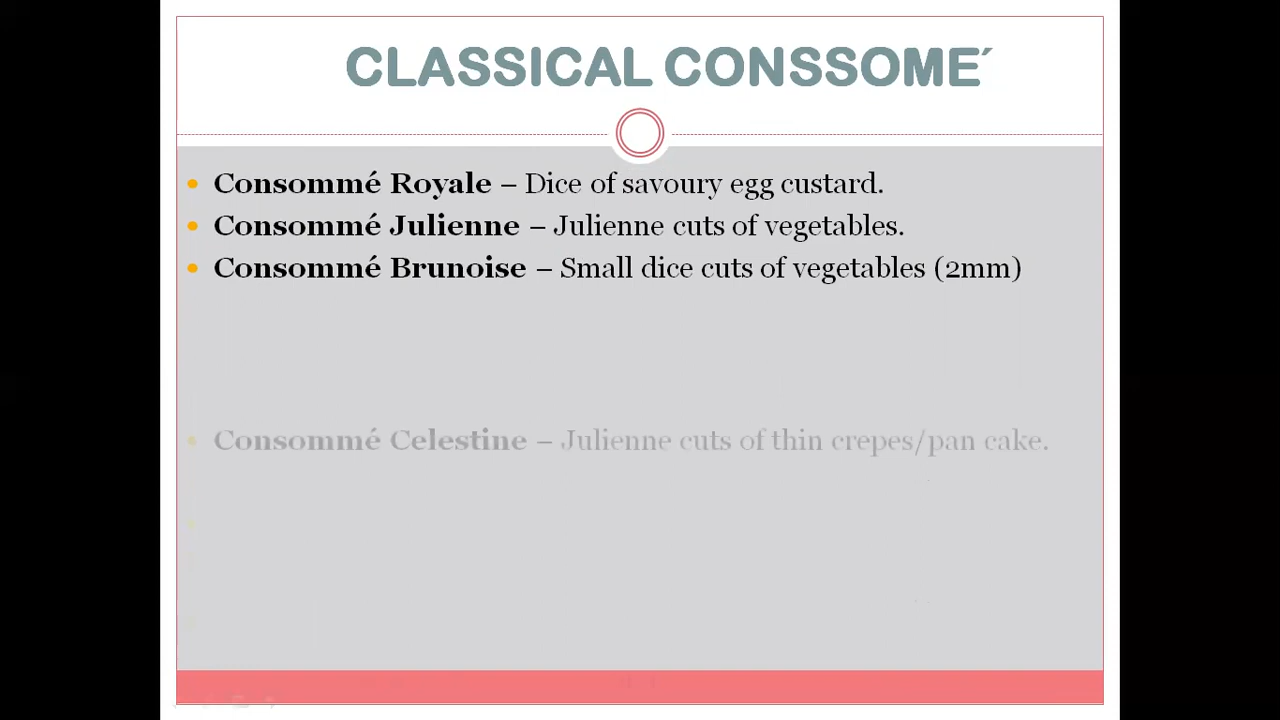 CLASSICAL CONSSOME´
• Consommé Royale – Dice of savoury egg custard.
• Consommé Julienne – Julienne cuts of vegetables.
• Consommé Brunoise – Small dice cuts of vegetables (2mm)
• Consommé Celestine – Julienne cuts of thin crepes/pan cake.